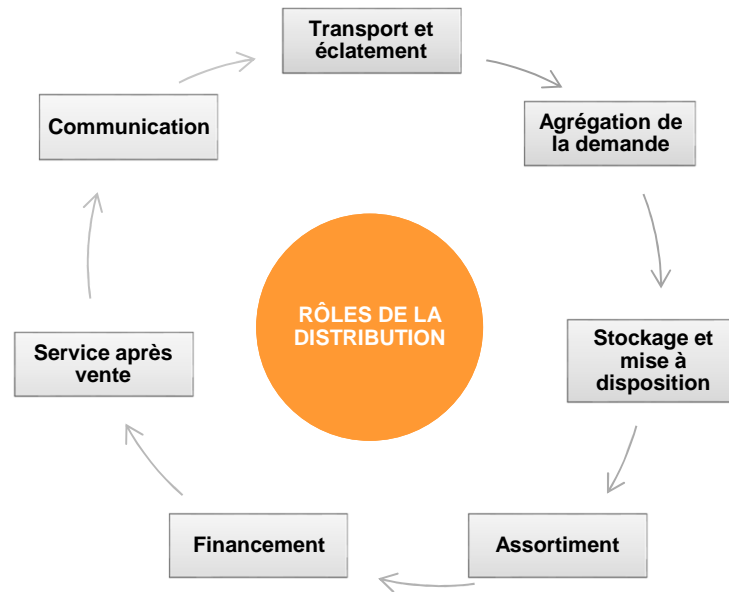 Transport et
éclatement
Agrégation de
la demande
Stockage et
mise à
disposition
Assortiment
Financement
Service après
vente
Communication
RÔLES DE LA
DISTRIBUTION